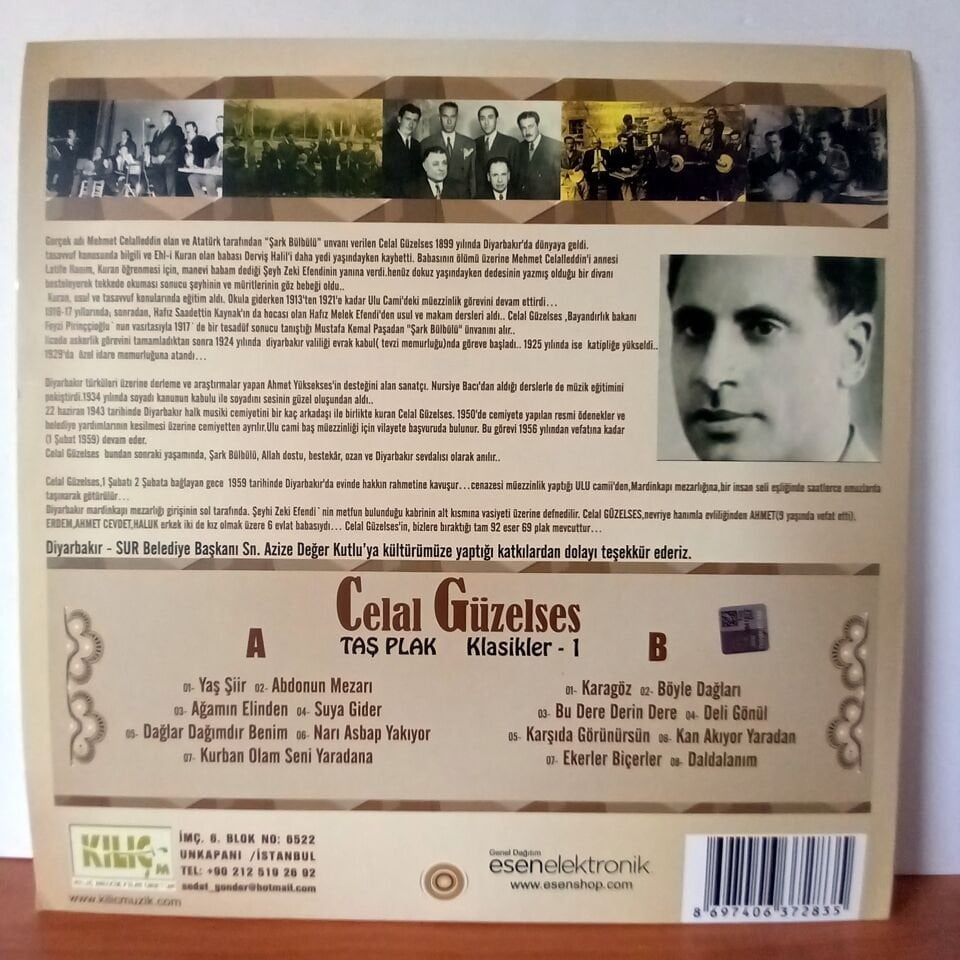 Gerçek adı Mehmet Celalleddin olan ve Atatürk tarafından "Şark Bülbülü" unvanı verilen Celal Güzelses 1899 yılında Diyarbakır'da dünyaya geldi.
tasavvuf konusunda bilgili ve Ehl-i Kuran olan babası Derviş Halil'i daha yedi yaşındayken kaybetti. Babasının ölümü üzerine Mehmet Celalleddin'i annesi
Latife Hanım, Kuran öğrenmesi için, manevi babam dediği Şeyh Zeki Efendinin yanına verdi.henüz dokuz yaşındayken dedesinin yazmış olduğu bir divanı
besteleyerek tekkede okuması sonucu şeyhinin ve müritlerinin göz bebeği oldu..
Kuran, usul ve tasavvuf konularında eğitim aldı. Okula giderken 1913'ten 1921'e kadar Ulu Cami'deki müezzinlik görevini devam ettirdi...
1916-17 yıllarında, sonradan, Hafız Saadettin Kaynak'ın da hocası olan Hafız Melek Efendi'den usul ve makam dersleri aldı.. Celal Güzelses ,Bayandırlık bakanı
Feyzi Pirinççioğlu`nun vasıtasıyla 1917` de bir tesadüf sonucu tanıştığı Mustafa Kemal Paşadan "Şark Bülbülü" ünvanını alır..
licede askerlik görevini tamamladıktan sonra 1924 yılında diyarbakır valiliği evrak kabul( tevzi memurluğu)nda göreve başladı.. 1925 yılında ise katipliğe yükseldi..
1929'da özel idare memurluğuna atandı...
Diyarbakır türküleri üzerine derleme ve araştırmalar yapan Ahmet Yüksekses'in desteğini alan sanatçı. Nursiye Bacı'dan aldığı derslerle de müzik eğitimini
pekiştirdi.1934 yılında soyadı kanunun kabulu ile soyadını sesinin güzel oluşundan aldı..
22 haziran 1943 tarihinde Diyarbakır halk musiki cemiyetini bir kaç arkadaşı ile birlikte kuran Celal Güzelses. 1950'de cemiyete yapılan resmi ödenekler ve
belediye yardımlarının kesilmesi üzerine cemiyetten ayrılır.Ulu cami baş müezzinliği için vilayete başvuruda bulunur. Bu görevi 1956 yılından vefatına kadar
(1 Şubat 1959) devam eder.
Celal Güzelses bundan sonraki yaşamında, Şark Bülbülü, Allah dostu, bestekâr, ozan ve Diyarbakır sevdalısı olarak anılır..
Celal Güzelses,1 Şubatı 2 Şubata bağlayan gece 1959 tarihinde Diyarbakır'da evinde hakkın rahmetine kavuşur...cenazesi müezzinlik yaptığı ULU camii'den,Mardinkapı mezarlığına,bir insan seli eşliğinde saatlerce omuzlarda
taşınarak götürülür...
Diyarbakır mardinkapı mezarlığı girişinin sol tarafında. Şeyhi Zeki Efendi`nin metfun bulunduğu kabrinin alt kısmına vasiyeti üzerine defnedilir. Celal GÜZELSES,nevriye hanımla evliliğinden AHMET(9 yaşında vefat etti),
ERDEM,AHMET CEVDET,HALUK erkek iki de kız olmak üzere 6 evlat babasıydı... Celal Güzelses'in, bizlere bıraktığı tam 92 eser 69 plak mevcuttur...
Diyarbakır - SUR Belediye Başkanı Sn. Azize Değer Kutlu'ya kültürümüze yaptığı katkılardan dolayı teşekkür ederiz.
Celal Güzelses
TAŞ PLAK Klasikler - 1
A
01- Yaş Şiir 02- Abdonun Mezarı
03- Ağamın Elinden 04- Suya Gider
05- Dağlar Dağımdır Benim 06- Narı Asbap Yakıyor
07- Kurban Olam Seni Yaradana
B
01- Karagöz 02- Böyle Dağları
03- Bu Dere Derin Dere 04- Deli Gönül
05- Karşıda Görünürsün 06- Kan Akıyor Yaradan
07- Ekerler Biçerler 08- Daldalanım
KILIÇ
İMÇ. 6. BLOK NO: 6522
UNKAPANI /İSTANBUL
TEL: +90 212 519 26 92
sedat_gonder@hotmail.com
www.kilicmuzik.com
Genel Dağıtım
esenelektronik
www.esenshop.com
8 697406 372835